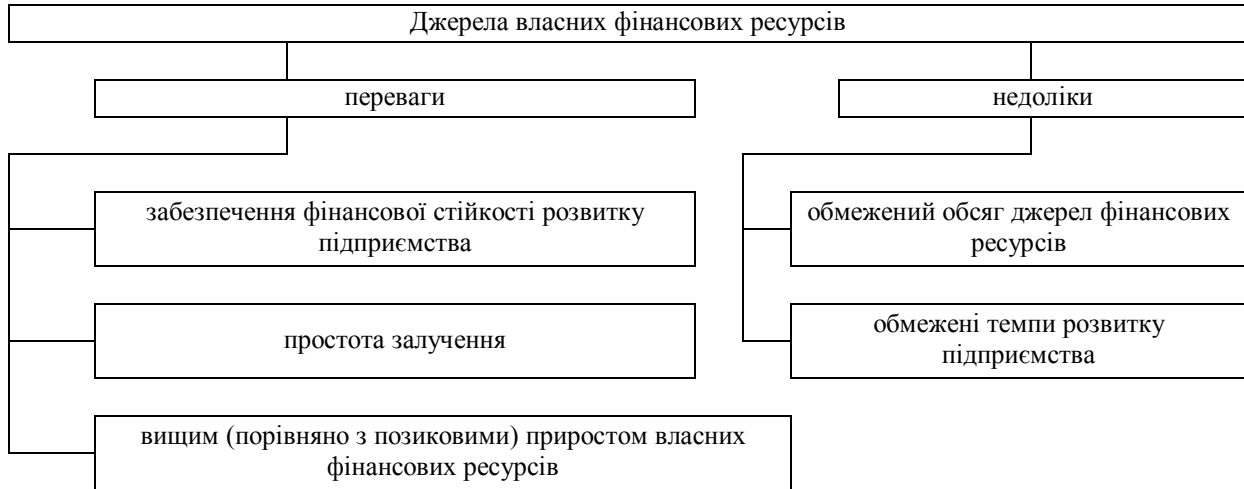 Джерела власних фінансових ресурсів
переваги
недоліки
забезпечення фінансової стійкості розвитку
підприємства
простота залучення
вищим (порівняно з позиковими) приростом власних
фінансових ресурсів
обмежений обсяг джерел фінансових
ресурсів
обмежені темпи розвитку
підприємства